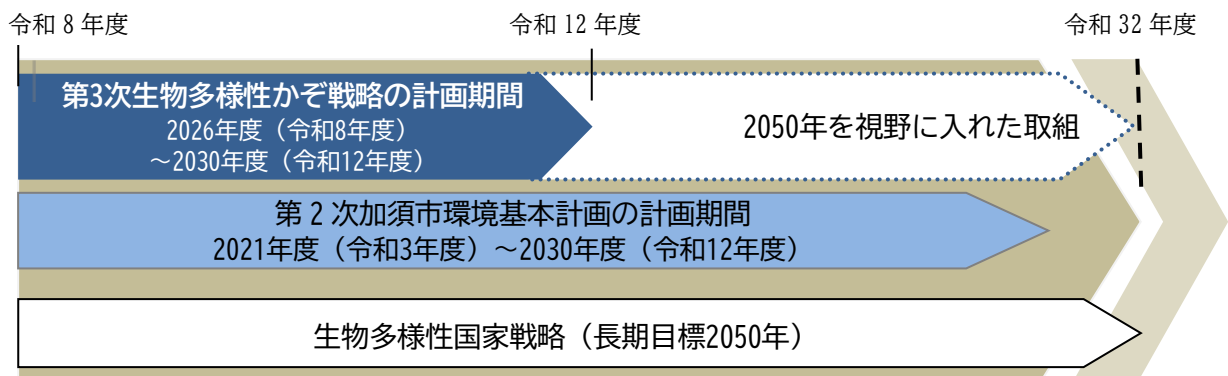 令和 8 年度
令和 12 年度
令和 32 年度
第3次生物多様性かぞ戦略の計画期間
2026年度（令和8年度）
～2030年度（令和12年度）
2050年を視野に入れた取組
第２次加須市環境基本計画の計画期間
2021年度（令和3年度）～2030年度（令和12年度）
生物多様性国家戦略（長期目標2050年）